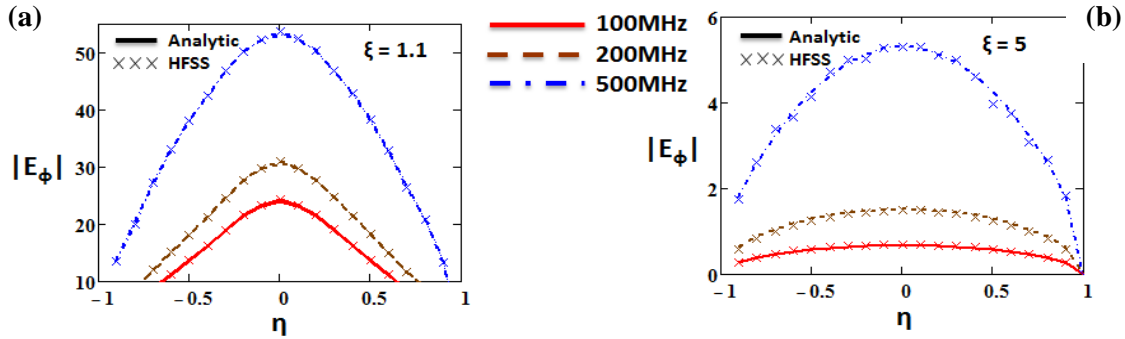 (a)
50
40
30
20
10
|Eφ|
Analytic
HFSS
ξ = 1.1
−1
−0.5
0
0.5
1
η
100MHz
200MHz
500MHz
(b)
6
4
2
0
|Eφ|
Analytic
HFSS
ξ = 5
−1
−0.5
0
0.5
1
η